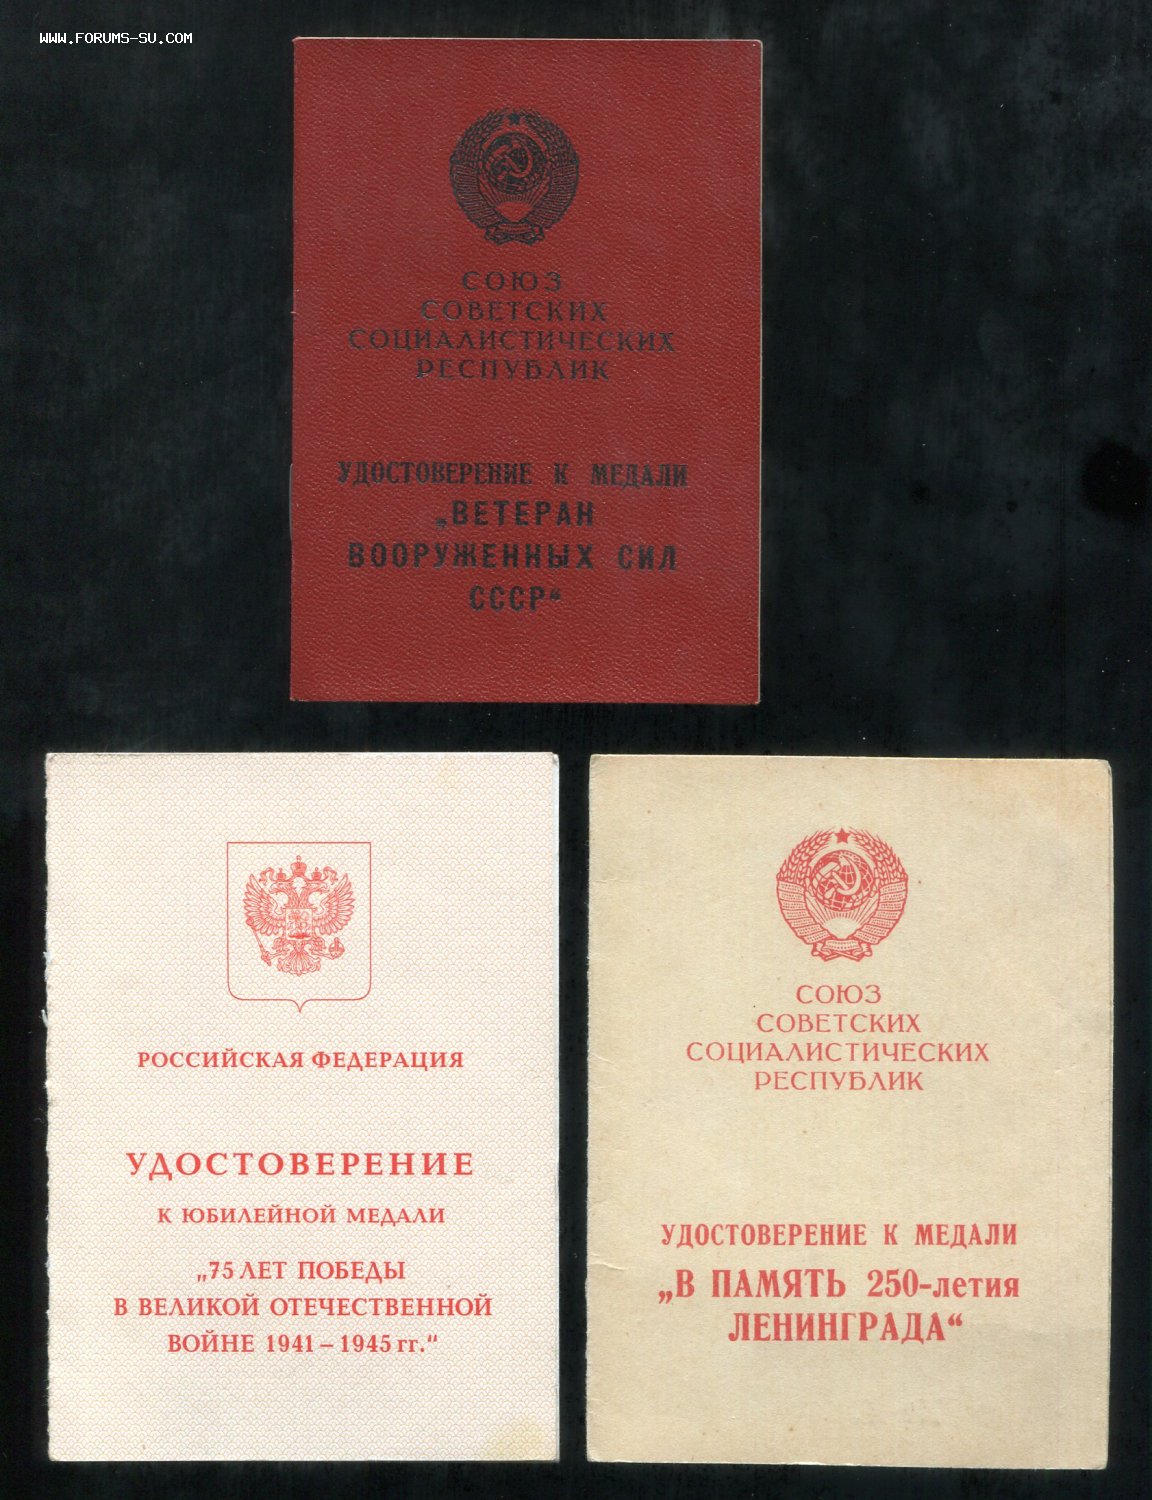 WWW.FORUMS-SU.COM
СОЮЗ
СОВЕТСКИХ
СОЦИАЛИСТИЧЕСКИХ
РЕСПУБЛИК
УДОСТОВЕРЕНИЕ К МЕДАЛИ
„ВЕТЕРАН
ВООРУЖЕННЫХ СИЛ
СССР“
РОССИЙСКАЯ ФЕДЕРАЦИЯ
УДОСТОВЕРЕНИЕ
К ЮБИЛЕЙНОЙ МЕДАЛИ
„75 ЛЕТ ПОБЕДЫ
В ВЕЛИКОЙ ОТЕЧЕСТВЕННОЙ
ВОЙНЕ 1941 – 1945 гг.“
СОЮЗ
СОВЕТСКИХ
СОЦИАЛИСТИЧЕСКИХ
РЕСПУБЛИК
УДОСТОВЕРЕНИЕ К МЕДАЛИ
„В ПАМЯТЬ 250-летия
ЛЕНИНГРАДА“